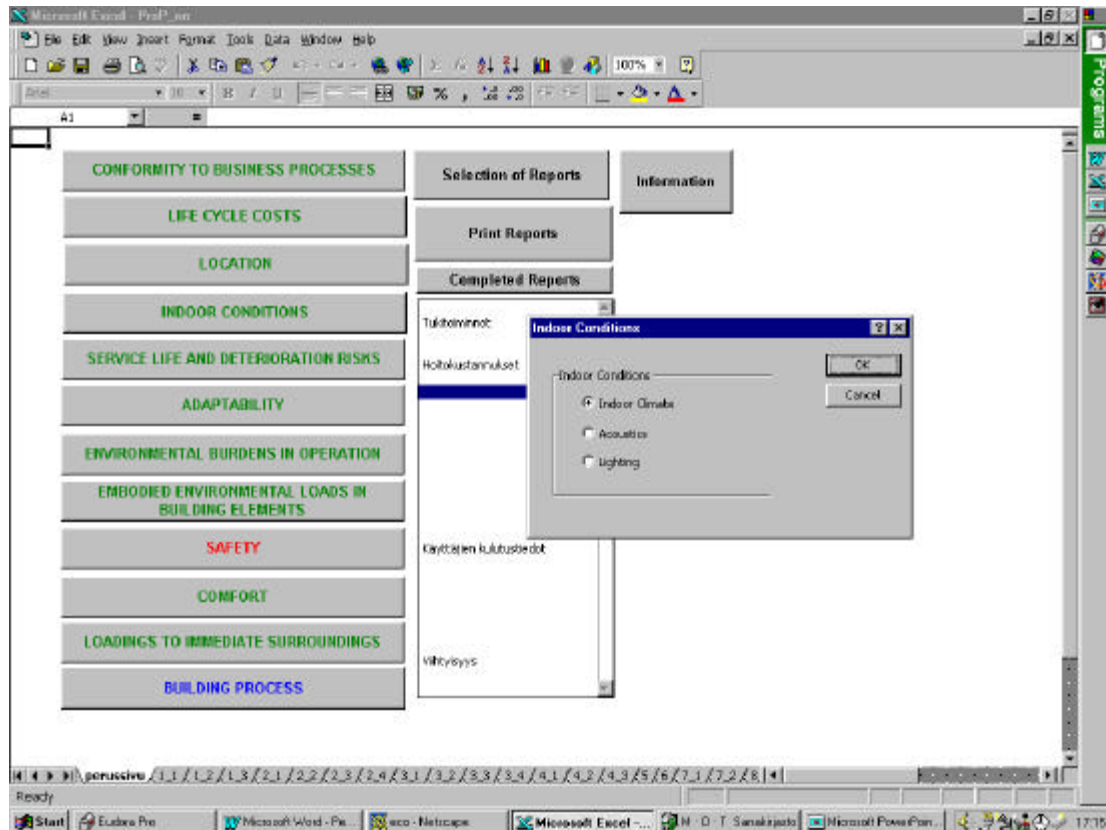 Microsoft Excel - ProP_en
File Edit View Insert Format Tools Data Window Help
100%
Arial 10 B I U % ,
A1 =
CONFORMITY TO BUSINESS PROCESSES
LIFE CYCLE COSTS
LOCATION
INDOOR CONDITIONS
SERVICE LIFE AND DETERIORATION RISKS
ADAPTABILITY
ENVIRONMENTAL BURDENS IN OPERATION
EMBODIED ENVIRONMENTAL LOADS IN
BUILDING ELEMENTS
SAFETY
COMFORT
LOADINGS TO IMMEDIATE SURROUNDINGS
BUILDING PROCESS
Selection of Reports
Print Reports
Completed Reports
Tukitoiminnot
Hoitokustannukset
Käyttäjien kulutustiedot
Viihtyisyys
Information
Indoor Conditions
Indoor Conditions
Indoor Climate
Acoustics
Lighting
OK
Cancel
Programs
perussivu / 1_1 / 1_2 / 1_3 / 2_1 / 2_2 / 2_3 / 2_4 / 3_1 / 3_2 / 3_3 / 3_4 / 4_1 / 4_2 / 4_3 / 5 / 6 / 7_1 / 7_2 / 8
Ready
Start Eudora Pro Microsoft Word - Pe... eco - Netscape Microsoft Excel -... M O T Sanakirjasto Microsoft PowerPoin... 17:15